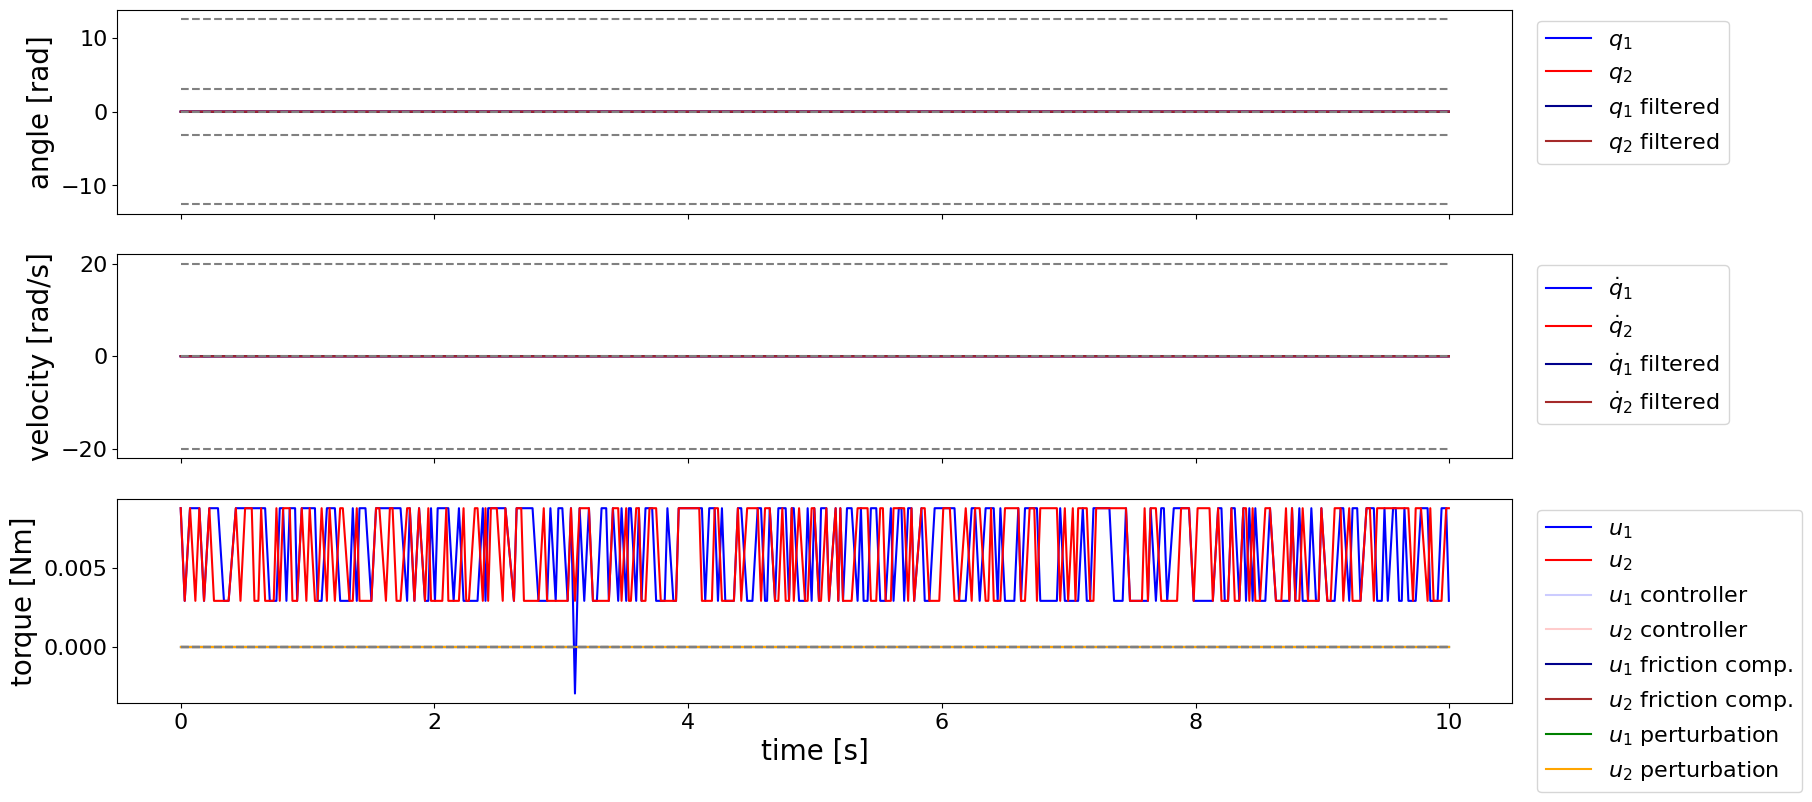 angle [rad]
10
0
−10
q₁
q₂
q₁ filtered
q₂ filtered
velocity [rad/s]
20
0
−20
q̇₁
q̇₂
q̇₁ filtered
q̇₂ filtered
torque [Nm]
0.005
0.000
0
2
4
6
8
10
time [s]
u₁
u₂
u₁ controller
u₂ controller
u₁ friction comp.
u₂ friction comp.
u₁ perturbation
u₂ perturbation